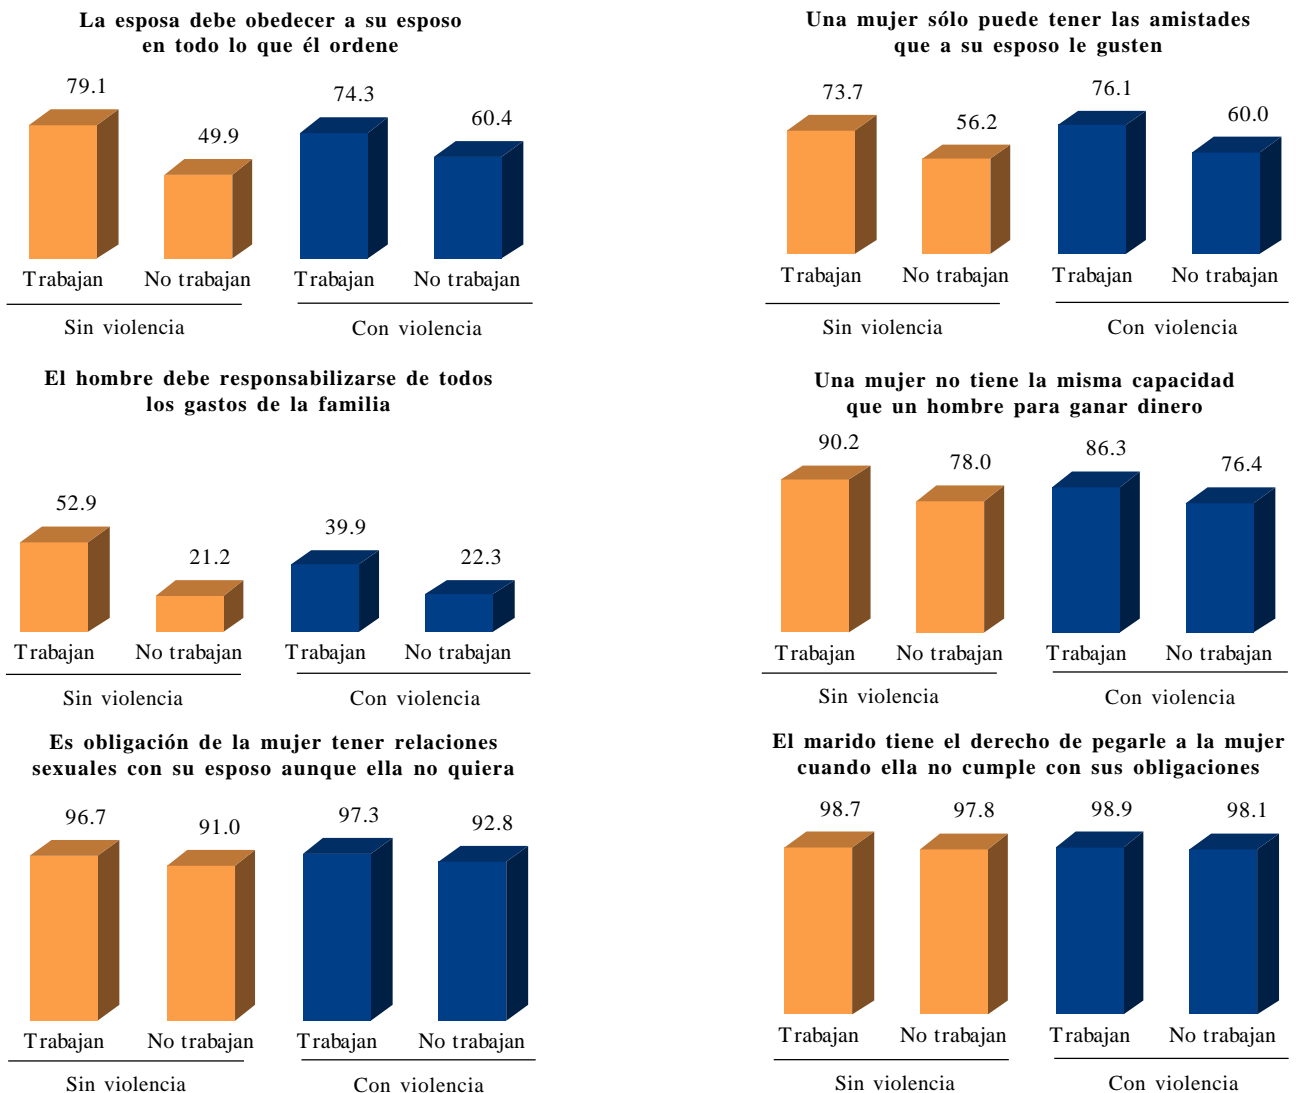 La esposa debe obedecer a su esposo
en todo lo que él ordene
79.1
49.9
74.3
60.4
Trabajan
No trabajan
Trabajan
No trabajan
Sin violencia
Con violencia
Una mujer sólo puede tener las amistades
que a su esposo le gusten
73.7
56.2
76.1
60.0
Trabajan
No trabajan
Trabajan
No trabajan
Sin violencia
Con violencia
El hombre debe responsabilizarse de todos
los gastos de la familia
52.9
21.2
39.9
22.3
Trabajan
No trabajan
Trabajan
No trabajan
Sin violencia
Con violencia
Una mujer no tiene la misma capacidad
que un hombre para ganar dinero
90.2
78.0
86.3
76.4
Trabajan
No trabajan
Trabajan
No trabajan
Sin violencia
Con violencia
Es obligación de la mujer tener relaciones
sexuales con su esposo aunque ella no quiera
96.7
91.0
97.3
92.8
Trabajan
No trabajan
Trabajan
No trabajan
Sin violencia
Con violencia
El marido tiene el derecho de pegarle a la mujer
cuando ella no cumple con sus obligaciones
98.7
97.8
98.9
98.1
Trabajan
No trabajan
Trabajan
No trabajan
Sin violencia
Con violencia